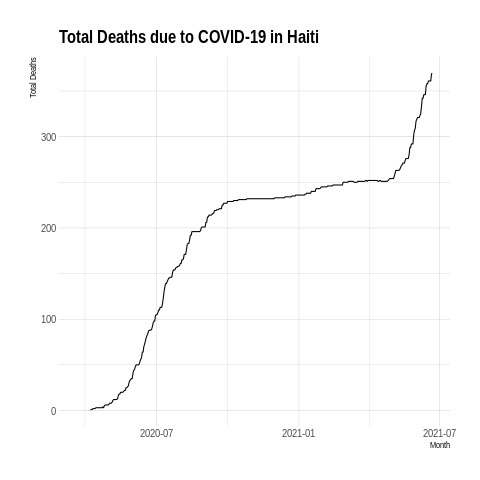 Total Deaths due to COVID-19 in Haiti
Total Deaths
300
200
100
0
2020-07 2021-01 2021-07
Month